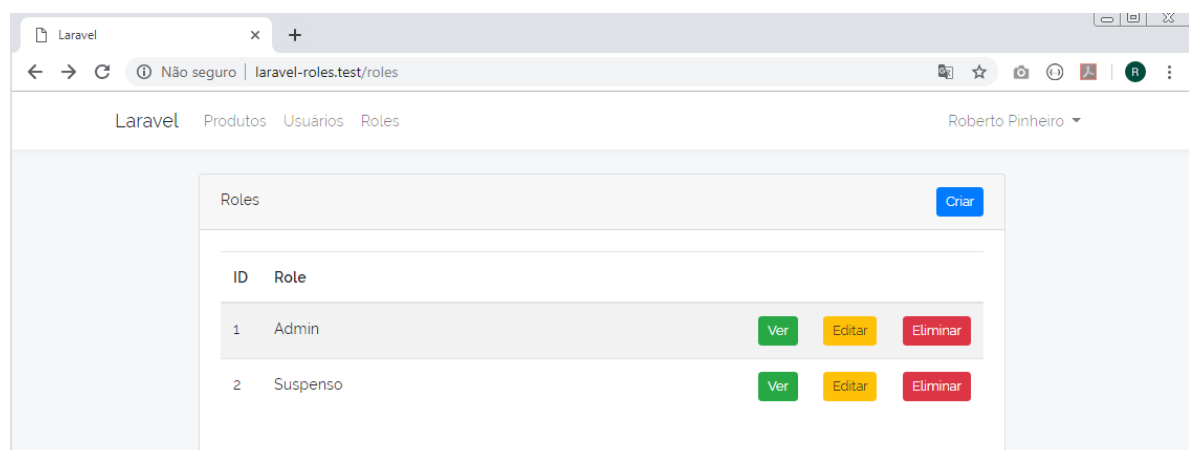 Laravel
Não seguro | laravel-roles.test/roles
R
Laravel Produtos Usuários Roles Roberto Pinheiro
Roles Criar
ID Role
1 Admin Ver Editar Eliminar
2 Suspenso Ver Editar Eliminar